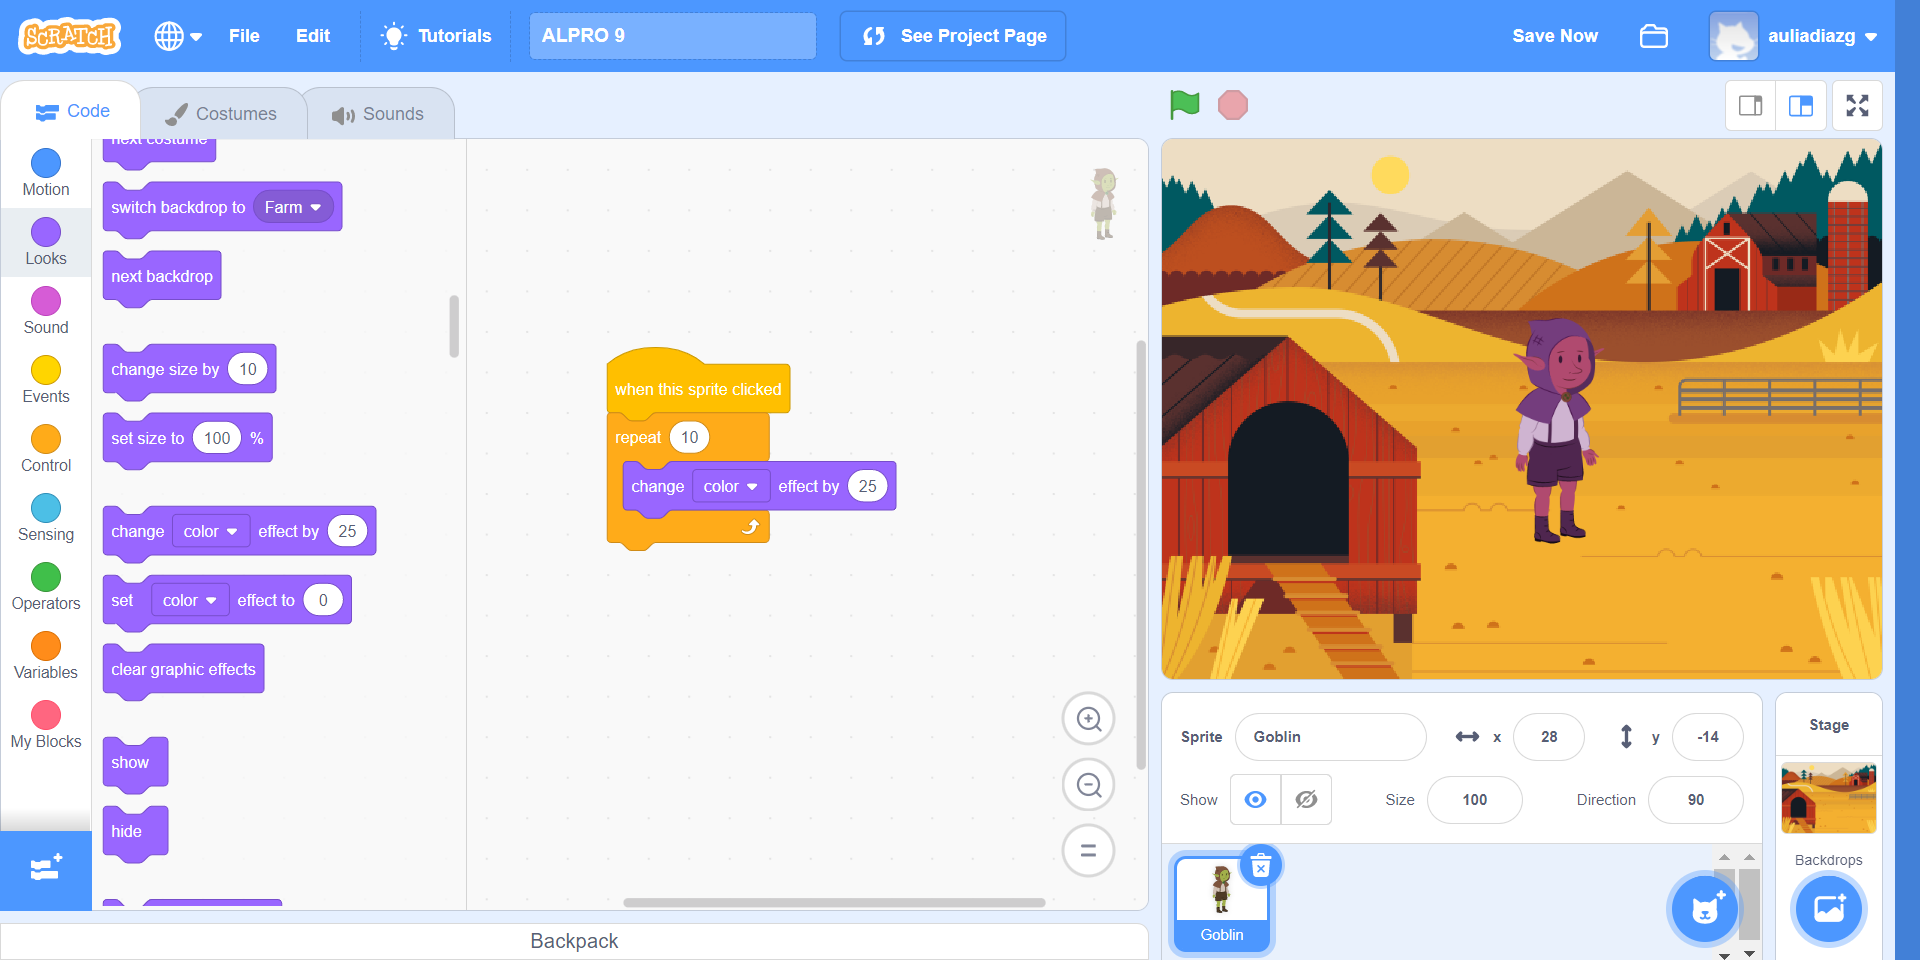 SCRATCH
File
Edit
Tutorials
ALPRO 9
See Project Page
Save Now
auliadiazg
Code
Costumes
Sounds
Motion
Looks
Sound
Events
Control
Sensing
Operators
Variables
My Blocks
next costume
switch backdrop to Farm
next backdrop
change size by 10
set size to 100 %
change color effect by 25
set color effect to 0
clear graphic effects
show
hide
when this sprite clicked
repeat 10
change color effect by 25
Backpack
Sprite Goblin x 28 y -14
Show Size 100 Direction 90
Goblin
Stage
Backdrops